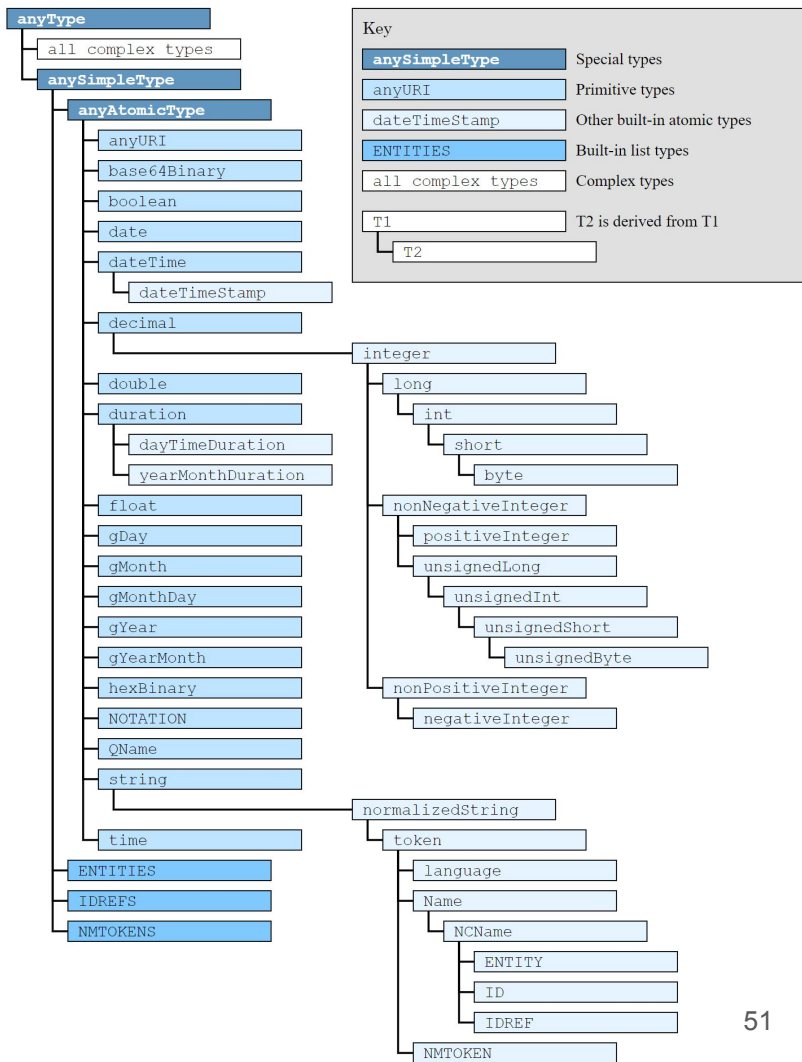 anyType
all complex types
anySimpleType
anyAtomicType
anyURI
base64Binary
boolean
date
dateTime
dateTimeStamp
decimal
integer
long
int
short
byte
nonNegativeInteger
positiveInteger
unsignedLong
unsignedInt
unsignedShort
unsignedByte
nonPositiveInteger
negativeInteger
double
duration
dayTimeDuration
yearMonthDuration
float
gDay
gMonth
gMonthDay
gYear
gYearMonth
hexBinary
NOTATION
QName
string
normalizedString
token
language
Name
NCName
ENTITY
ID
IDREF
NMTOKEN
time
ENTITIES
IDREFS
NMTOKENS
Key
anySimpleType Special types
anyURI Primitive types
dateTimeStamp Other built-in atomic types
ENTITIES Built-in list types
all complex types Complex types
T1 T2 is derived from T1
T2
51